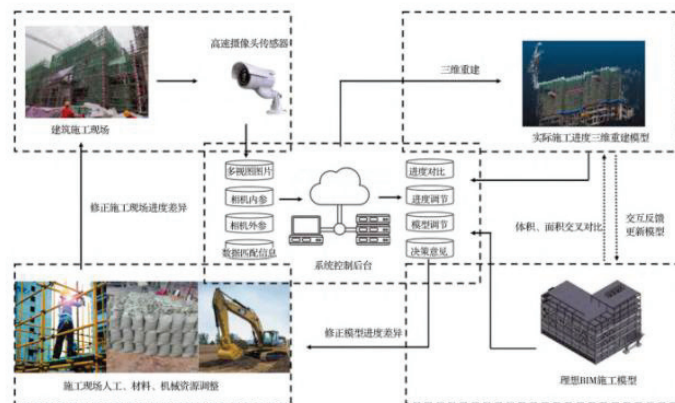 高速摄像头传感器
三维重建
建筑施工现场
实际施工进度三维重建模型
多视图图片
相机内参
相机外参
数据匹配信息
进度对比
进度调节
模型调节
决策意见
系统控制后台
修正施工现场进度差异
体积、面积交叉对比
交互反馈
更新模型
修正模型进度差异
施工现场人工、材料、机械资源调整
理想BIM施工模型